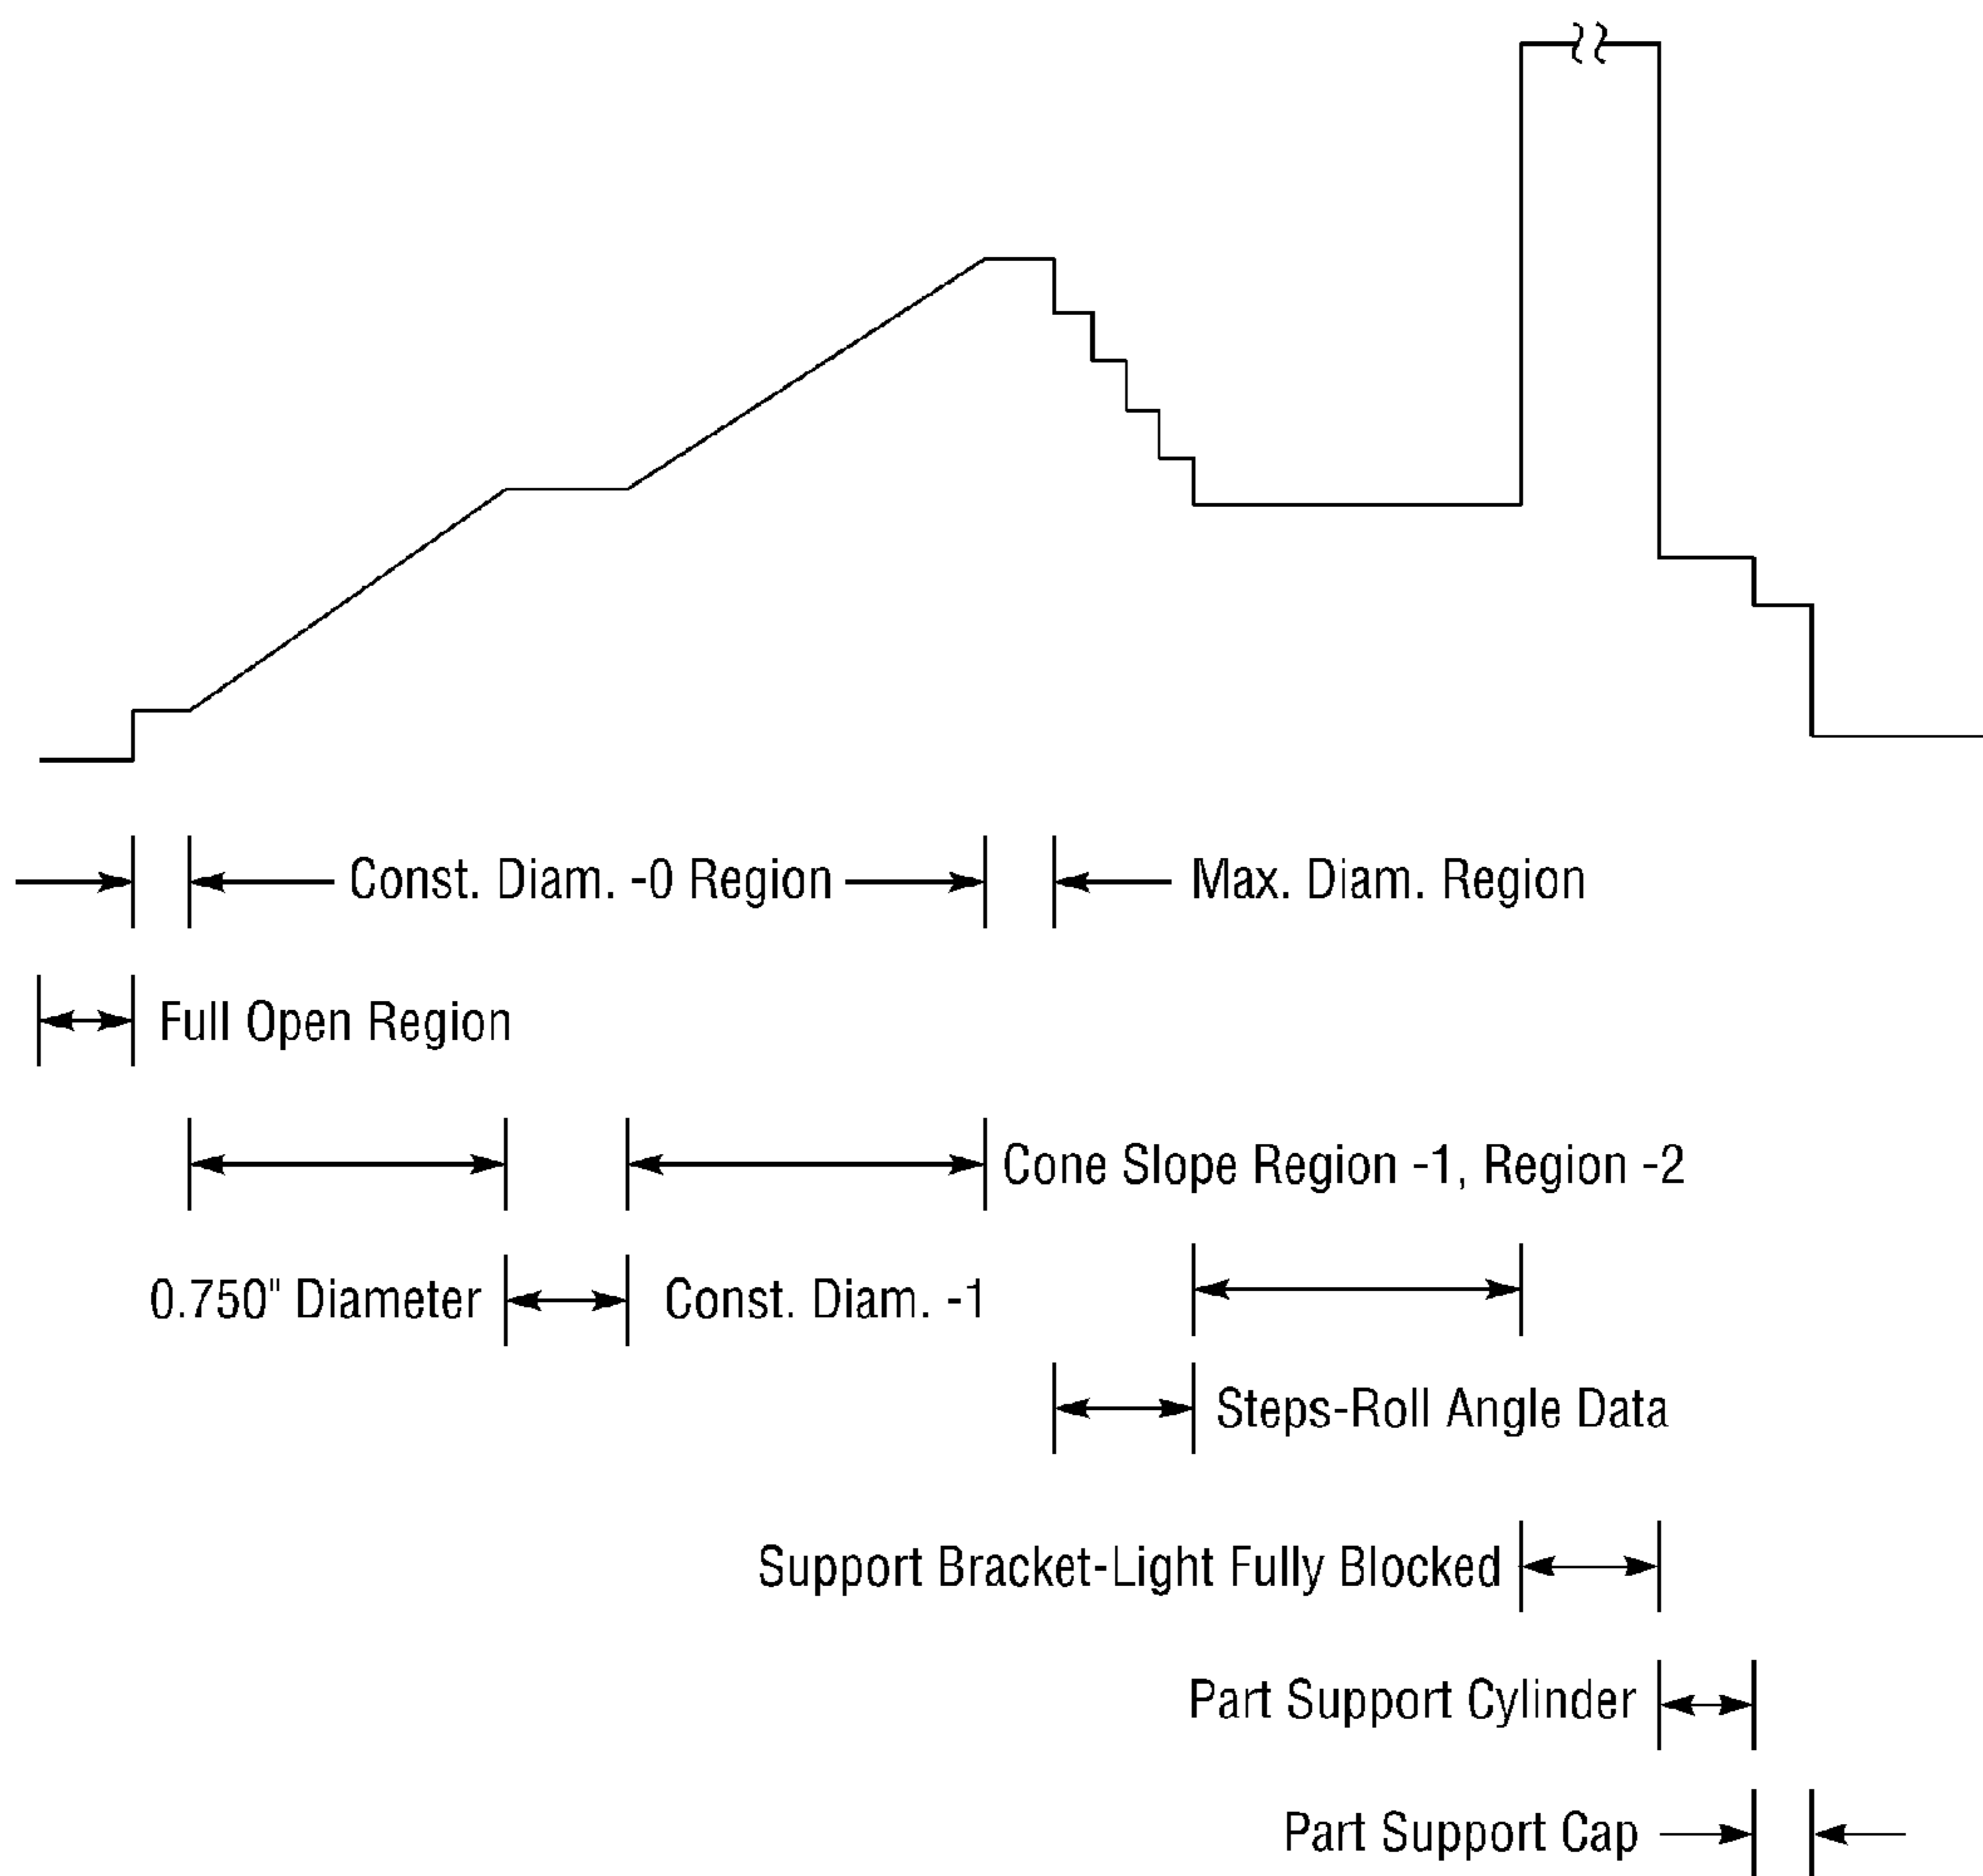 Const. Diam. -0 Region
Max. Diam. Region
Full Open Region
Cone Slope Region -1, Region -2
0.750" Diameter
Const. Diam. -1
Steps-Roll Angle Data
Support Bracket-Light Fully Blocked
Part Support Cylinder
Part Support Cap